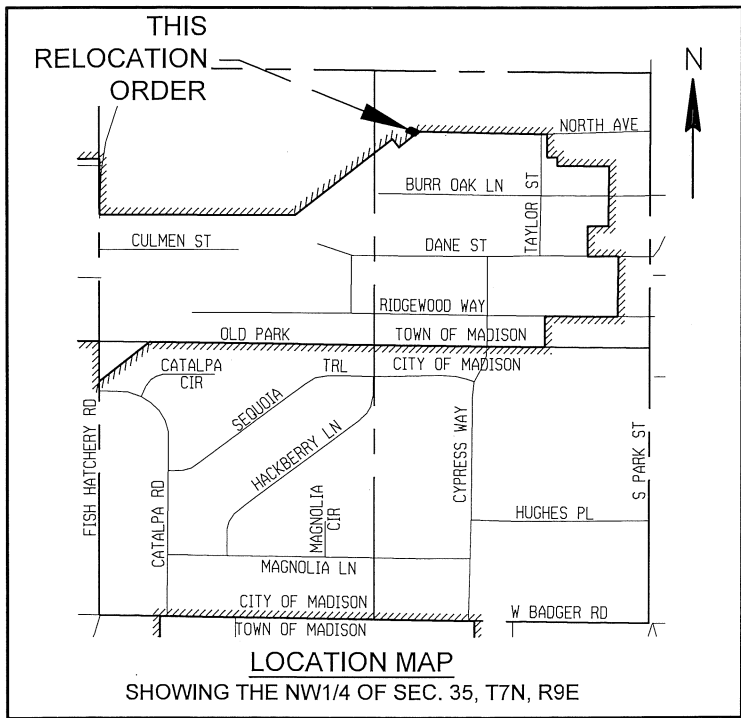 THIS
RELOCATION
ORDER
N
NORTH AVE
BURR OAK LN
TAYLOR ST
CULMEN ST
DANE ST
RIDGEWOOD WAY
OLD PARK
TOWN OF MADISON
CITY OF MADISON
CATALPA
CIR
TRL
SEQUOIA
HACKBERRY LN
FISH HATCHERY RD
CATALPA RD
MAGNOLIA
CIR
CYPRESS WAY
S PARK ST
HUGHES PL
MAGNOLIA LN
CITY OF MADISON
TOWN OF MADISON
W BADGER RD
LOCATION MAP
SHOWING THE NW1/4 OF SEC. 35, T7N, R9E